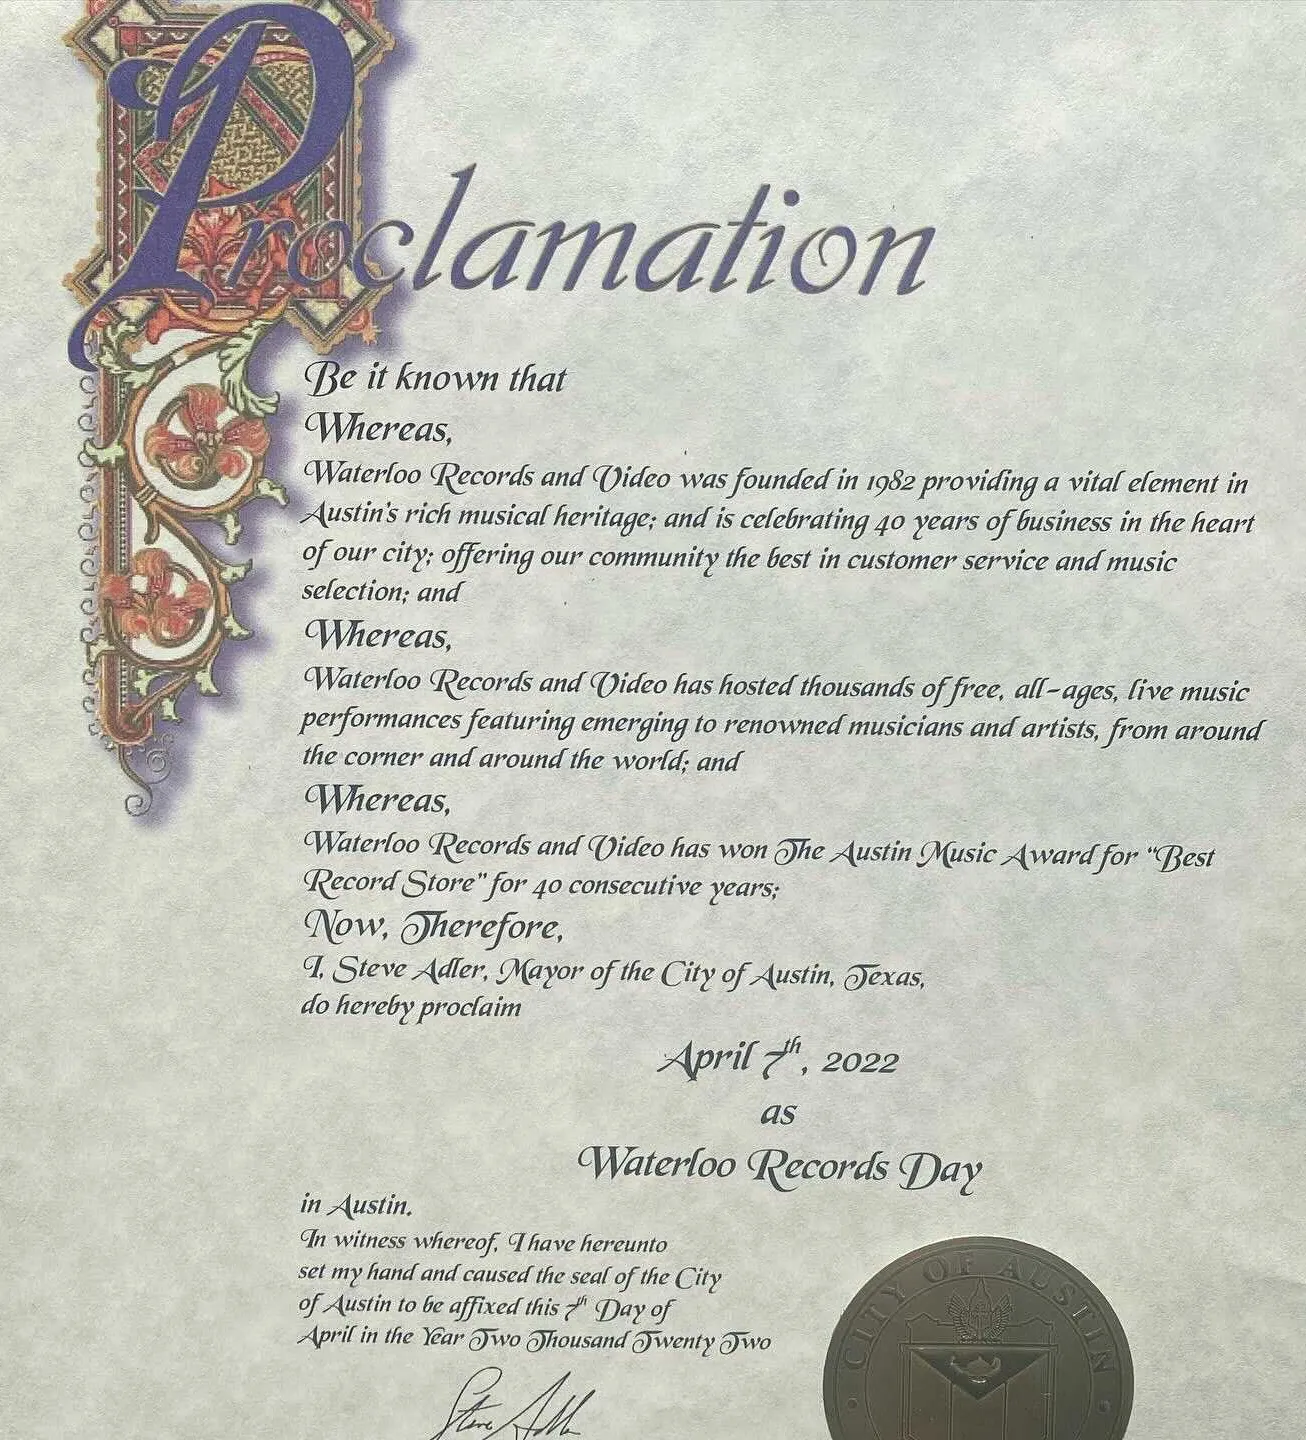 Proclamation
Be it known that
Whereas,
Waterloo Records and Video was founded in 1982 providing a vital element in
Austin's rich musical heritage; and is celebrating 40 years of business in the heart
of our city; offering our community the best in customer service and music
selection; and
Whereas,
Waterloo Records and Video has hosted thousands of free, all-ages, live music
performances featuring emerging to renowned musicians and artists, from around
the corner and around the world; and
Whereas,
Waterloo Records and Video has won The Austin Music Award for “Best
Record Store” for 40 consecutive years;
Now, Therefore,
I, Steve Adler, Mayor of the City of Austin, Texas,
do hereby proclaim
April 7th, 2022
as
Waterloo Records Day
in Austin.
In witness whereof, I have hereunto
set my hand and caused the seal of the City
of Austin to be affixed this 7th Day of
April in the Year Two Thousand Twenty Two
Steve Adler
CITY OF AUSTIN